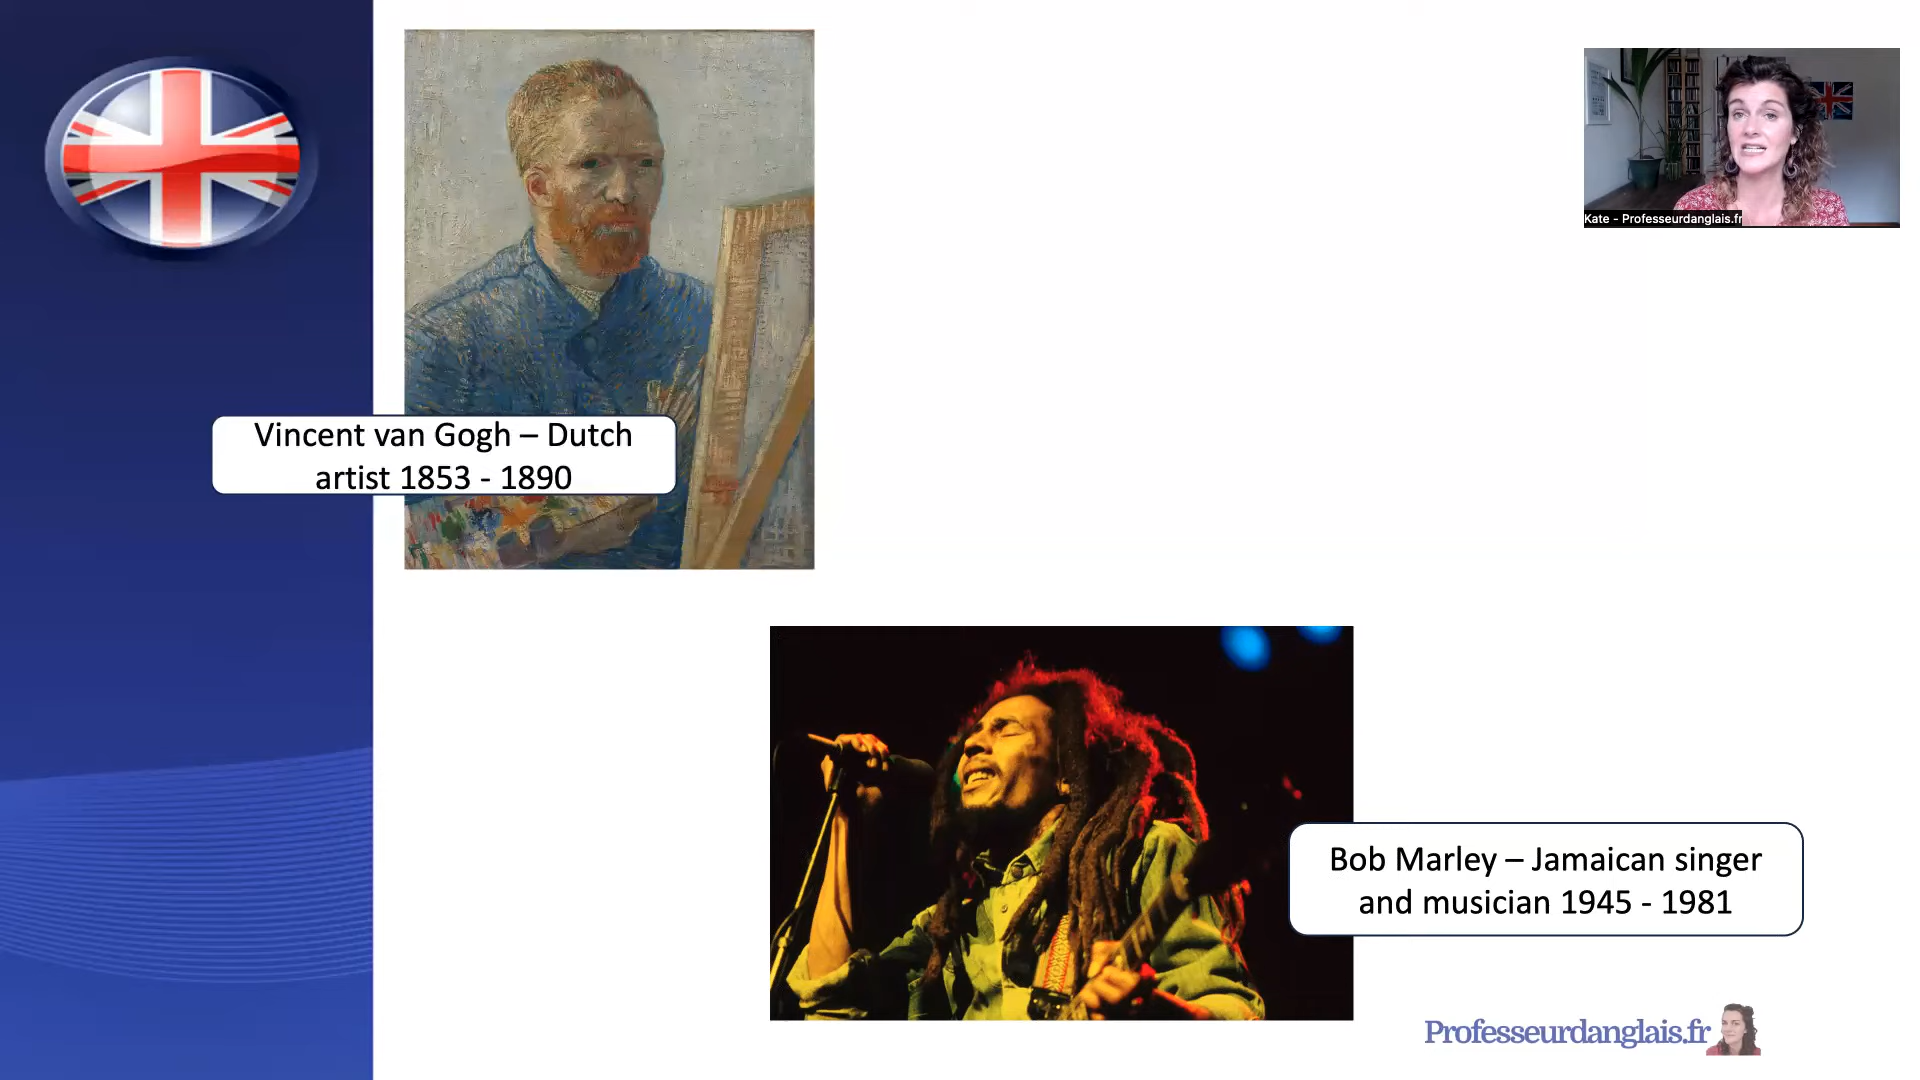 Kate - Professeurdanglais.fr
Vincent van Gogh – Dutch
artist 1853 - 1890
Bob Marley – Jamaican singer
and musician 1945 - 1981
Professeurdanglais.fr